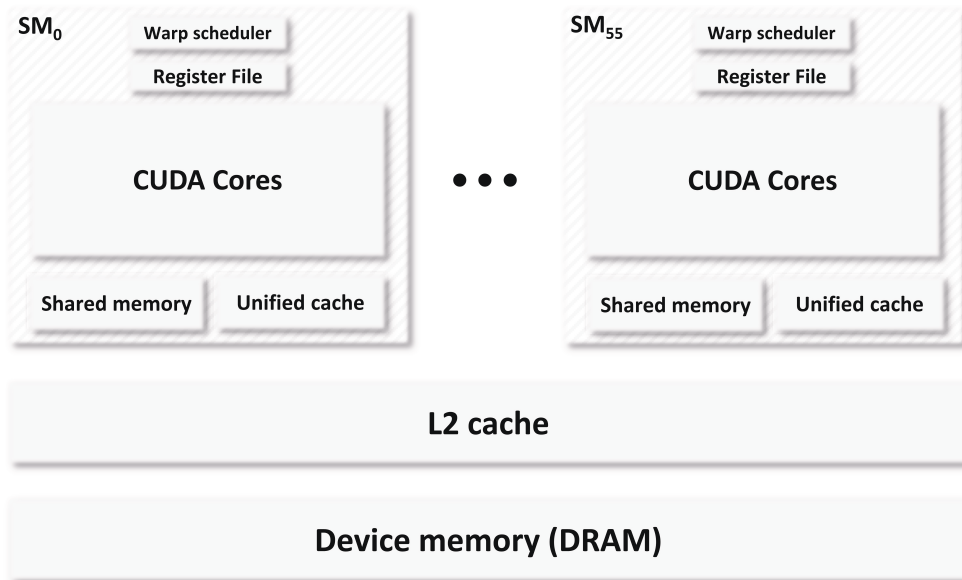 SM0
Warp scheduler
Register File
CUDA Cores
Shared memory
Unified cache
SM55
Warp scheduler
Register File
CUDA Cores
Shared memory
Unified cache
L2 cache
Device memory (DRAM)